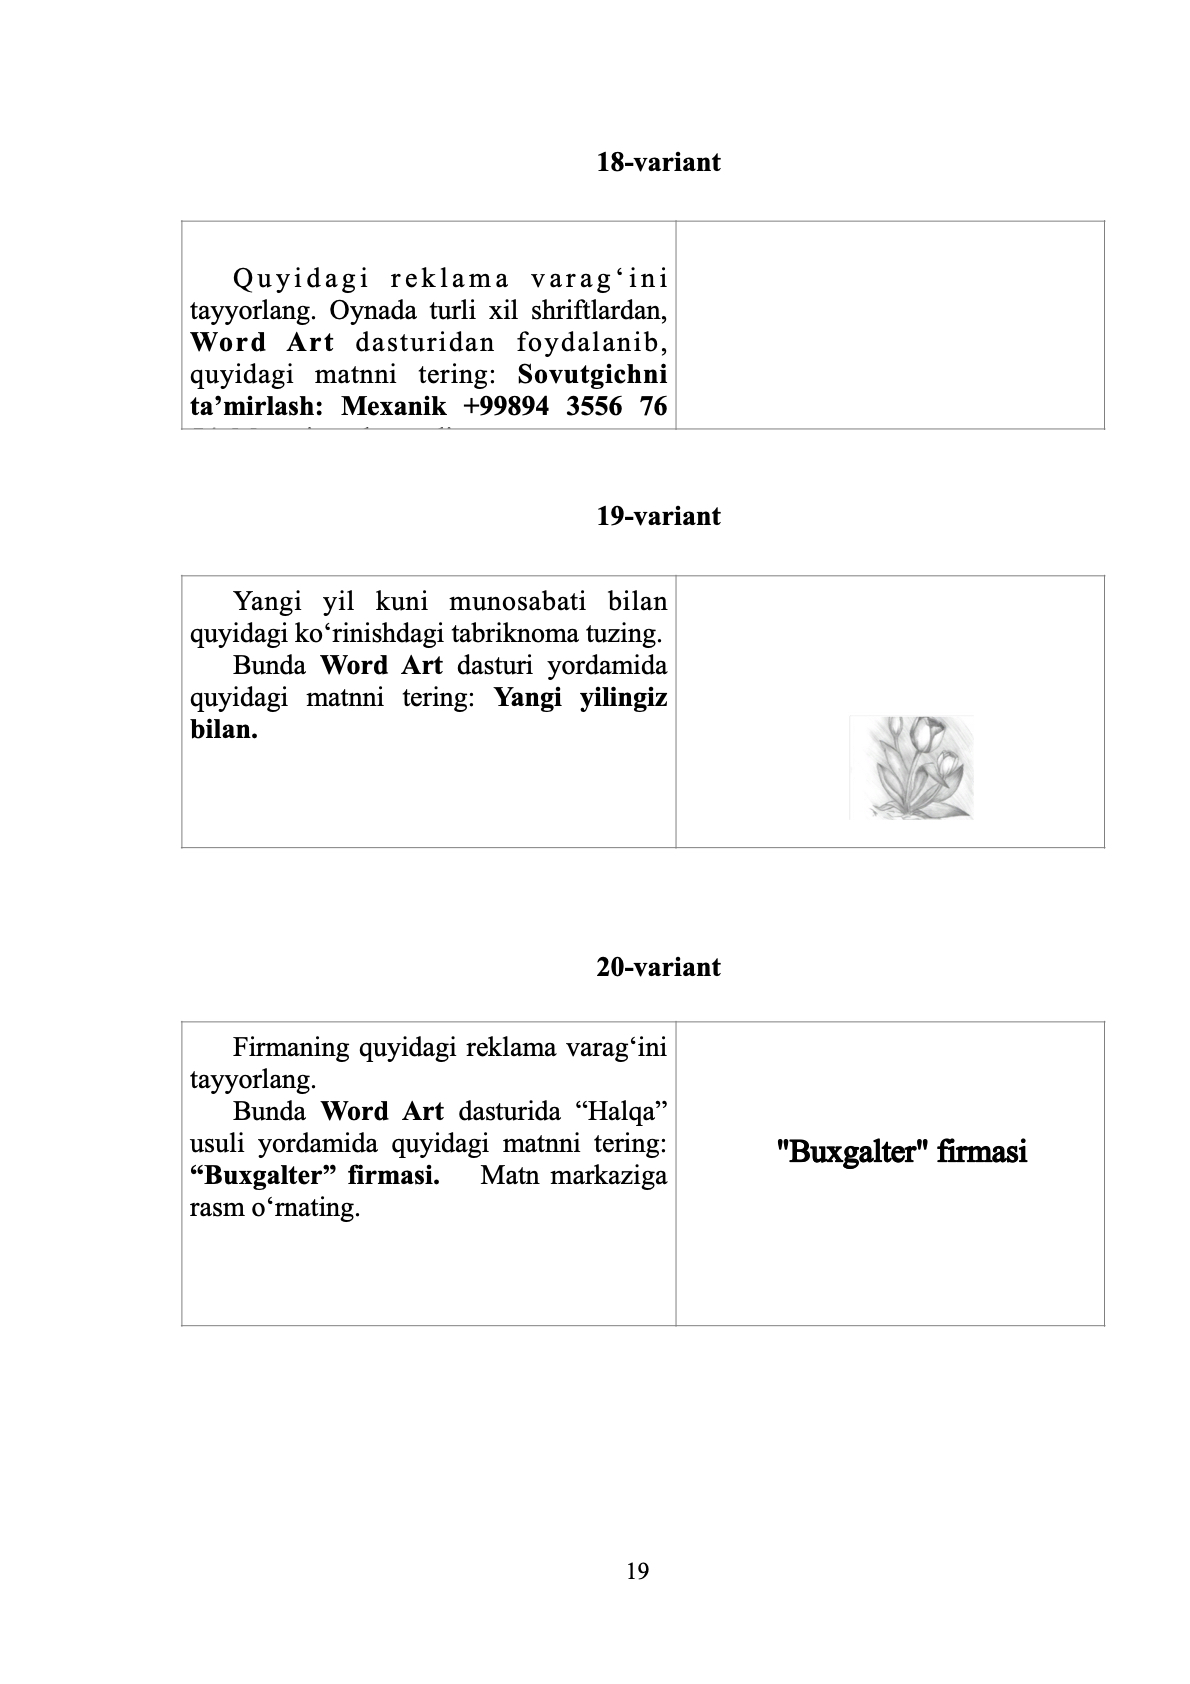 18-variant
Quyidagi reklama varag‘ini
tayyorlang. Oynada turli xil shriftlardan,
Word Art dasturidan foydalanib,
quyidagi matnni tering: Sovutgichni
ta’mirlash: Mexanik +99894 3556 76
19-variant
Yangi yil kuni munosabati bilan
quyidagi ko‘rinishdagi tabriknoma tuzing.
Bunda Word Art dasturi yordamida
quyidagi matnni tering: Yangi yilingiz
bilan.
20-variant
Firmaning quyidagi reklama varag‘ini
tayyorlang.
Bunda Word Art dasturida “Halqa”
usuli yordamida quyidagi matnni tering:
“Buxgalter” firmasi. Matn markaziga
rasm o‘rnating.
"Buxgalter" firmasi
19